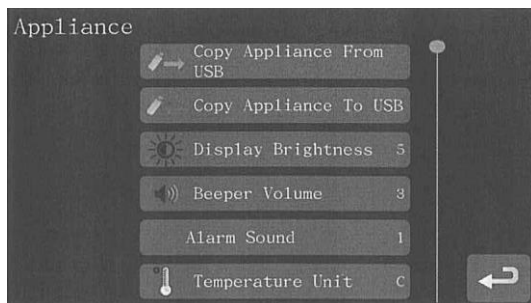 Appliance
Copy Appliance From
USB
Copy Appliance To USB
Display Brightness 5
Beeper Volume 3
Alarm Sound 1
Temperature Unit C